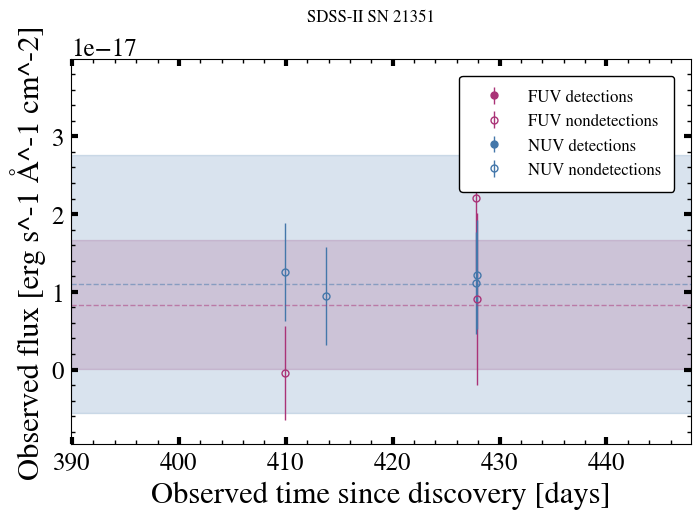 SDSS-II SN 21351
1e−17
Observed flux [erg s^-1 Å^-1 cm^-2]
3
2
1
0
FUV detections
FUV nondetections
NUV detections
NUV nondetections
390 400 410 420 430 440
Observed time since discovery [days]